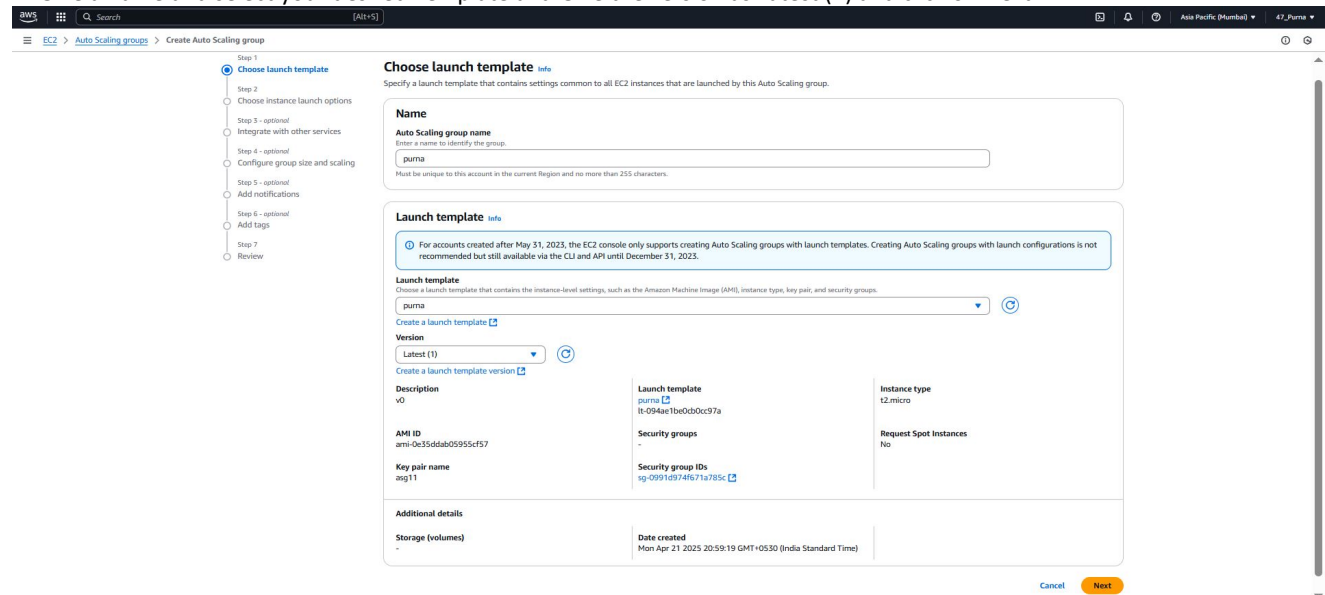 aws
Search
[Alt+S]
Asia Pacific (Mumbai)
47_Purna
EC2 > Auto Scaling groups > Create Auto Scaling group
Step 1
Choose launch template
Step 2
Choose instance launch options
Step 3 - optional
Integrate with other services
Step 4 - optional
Configure group size and scaling
Step 5 - optional
Add notifications
Step 6 - optional
Add tags
Step 7
Review
Choose launch template Info
Specify a launch template that contains settings common to all EC2 instances that are launched by this Auto Scaling group.
Name
Auto Scaling group name
Enter a name to identify the group.
purna
Must be unique to this account in the current Region and no more than 255 characters.
Launch template Info
For accounts created after May 31, 2023, the EC2 console only supports creating Auto Scaling groups with launch templates. Creating Auto Scaling groups with launch configurations is not
recommended but still available via the CLI and API until December 31, 2023.
Launch template
Choose a launch template that contains the instance-level settings, such as the Amazon Machine Image (AMI), instance type, key pair, and security groups.
purna
Create a launch template
Version
Latest (1)
Create a launch template version
Description
v0
Launch template
purna
lt-094ae1be0cb0cc97a
Instance type
t2.micro
AMI ID
ami-0e35ddab05955cf57
Security groups
-
Request Spot Instances
No
Key pair name
asg11
Security group IDs
sg-0991d974f671a785c
Additional details
Storage (volumes)
-
Date created
Mon Apr 21 2025 20:59:19 GMT+0530 (India Standard Time)
Cancel
Next